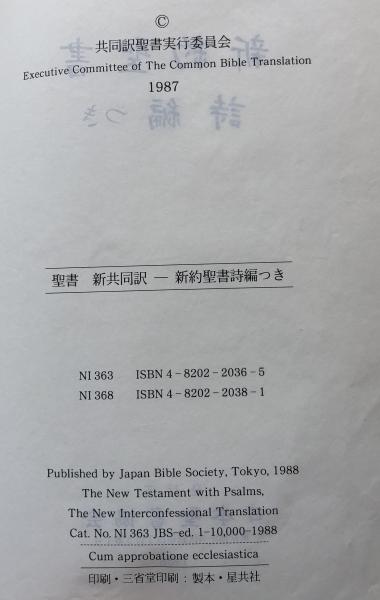 ©
共同訳聖書実行委員会
Executive Committee of The Common Bible Translation
1987
聖書 新共同訳 — 新約聖書詩編つき
NI 363 ISBN 4-8202-2036-5
NI 368 ISBN 4-8202-2038-1
Published by Japan Bible Society, Tokyo, 1988
The New Testament with Psalms,
The New Interconfessional Translation
Cat. No. NI 363 JBS-ed. 1-10,000-1988
Cum approbatione ecclesiastica
印刷・三省堂印刷：製本・星共社